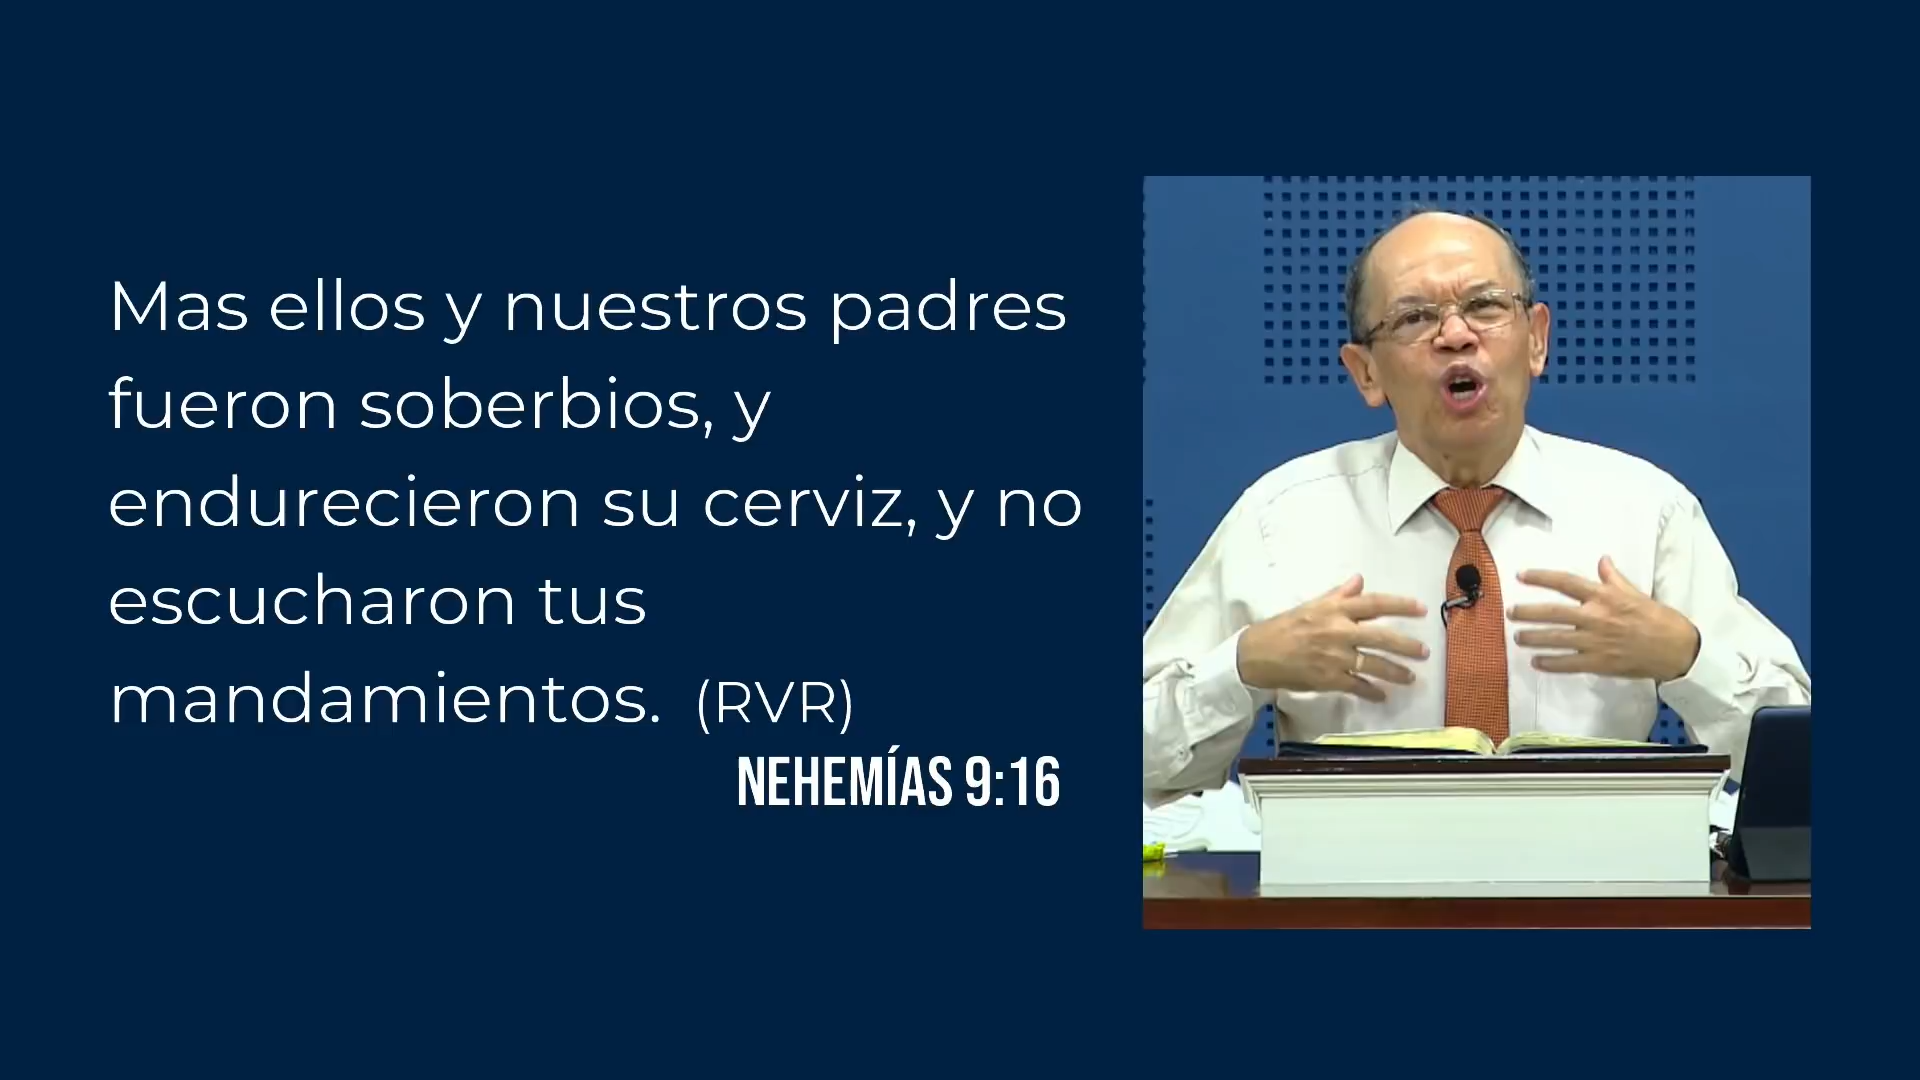 Mas ellos y nuestros padres
fueron soberbios, y
endurecieron su cerviz, y no
escucharon tus
mandamientos. (RVR)
NEHEMÍAS 9:16